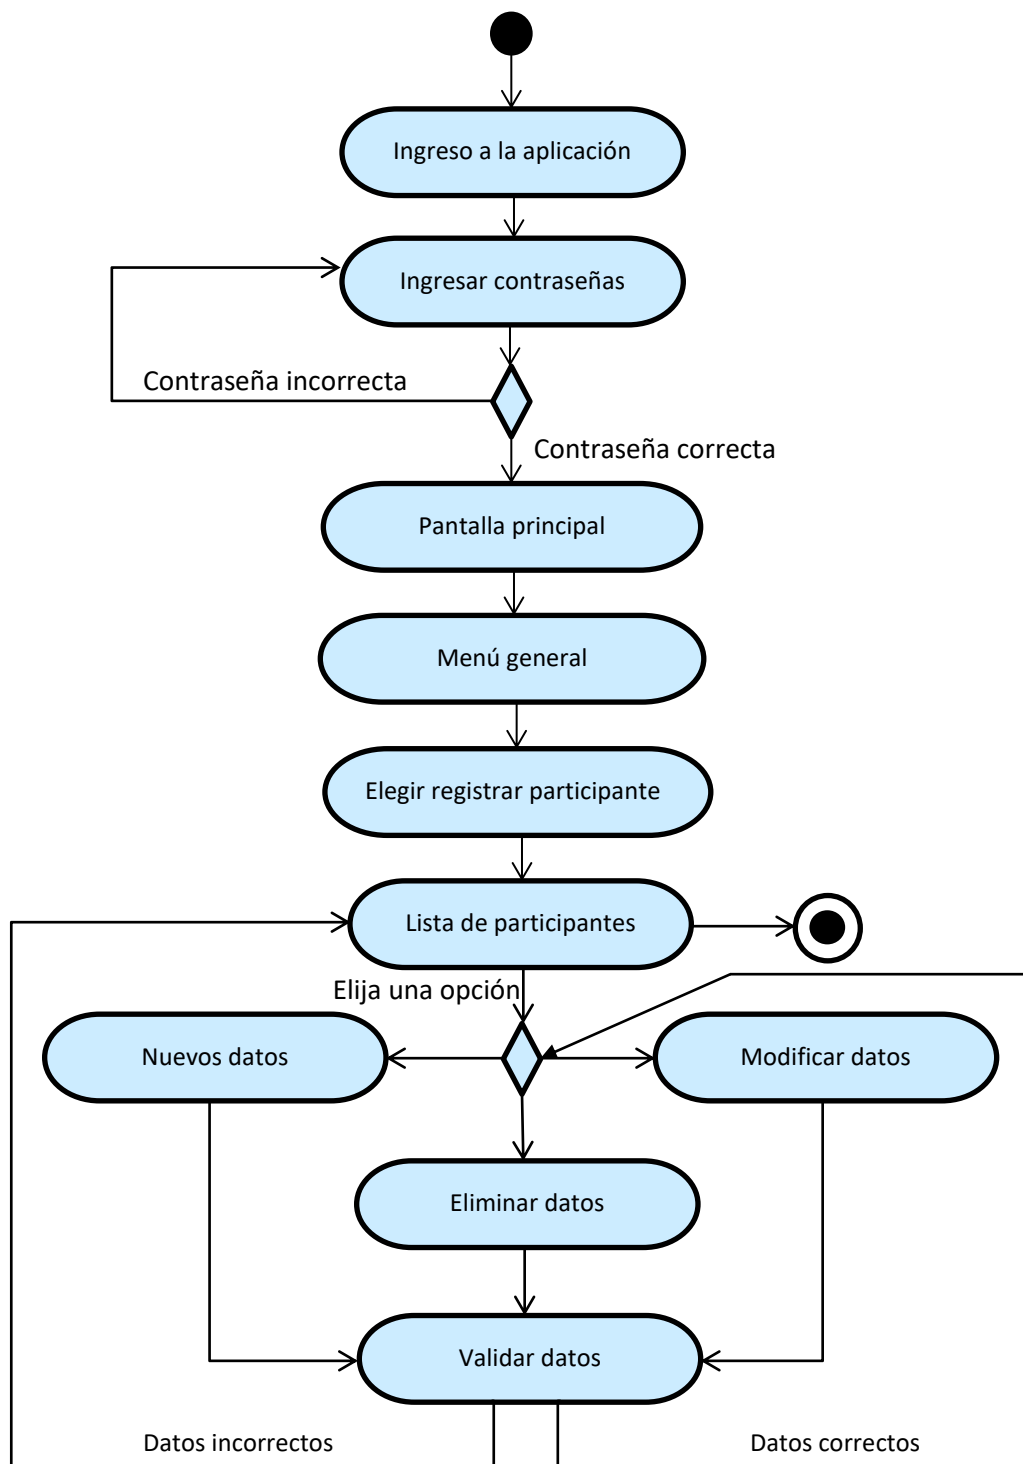 Ingreso a la aplicación
Ingresar contraseñas
Contraseña incorrecta
Contraseña correcta
Pantalla principal
Menú general
Elegir registrar participante
Lista de participantes
Elija una opción
Nuevos datos
Modificar datos
Eliminar datos
Validar datos
Datos incorrectos
Datos correctos